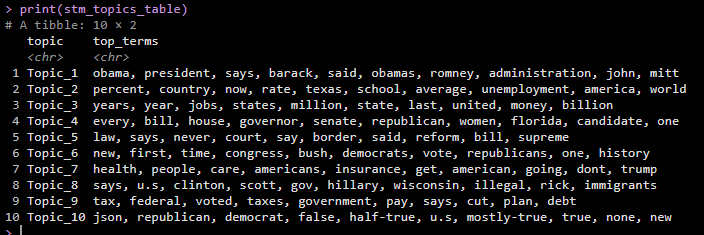 > print(stm_topics_table)
# A tibble: 10 × 2
topic top_terms
<chr> <chr>
1 Topic_1 obama, president, says, barack, said, obamas, romney, administration, john, mitt
2 Topic_2 percent, country, now, rate, texas, school, average, unemployment, america, world
3 Topic_3 years, year, jobs, states, million, state, last, united, money, billion
4 Topic_4 every, bill, house, governor, senate, republican, women, florida, candidate, one
5 Topic_5 law, says, never, court, say, border, said, reform, bill, supreme
6 Topic_6 new, first, time, congress, bush, democrats, vote, republicans, one, history
7 Topic_7 health, people, care, americans, insurance, get, american, going, dont, trump
8 Topic_8 says, u.s, clinton, scott, gov, hillary, wisconsin, illegal, rick, immigrants
9 Topic_9 tax, federal, voted, taxes, government, pay, says, cut, plan, debt
10 Topic_10 json, republican, democrat, false, half-true, u.s, mostly-true, true, none, new
>